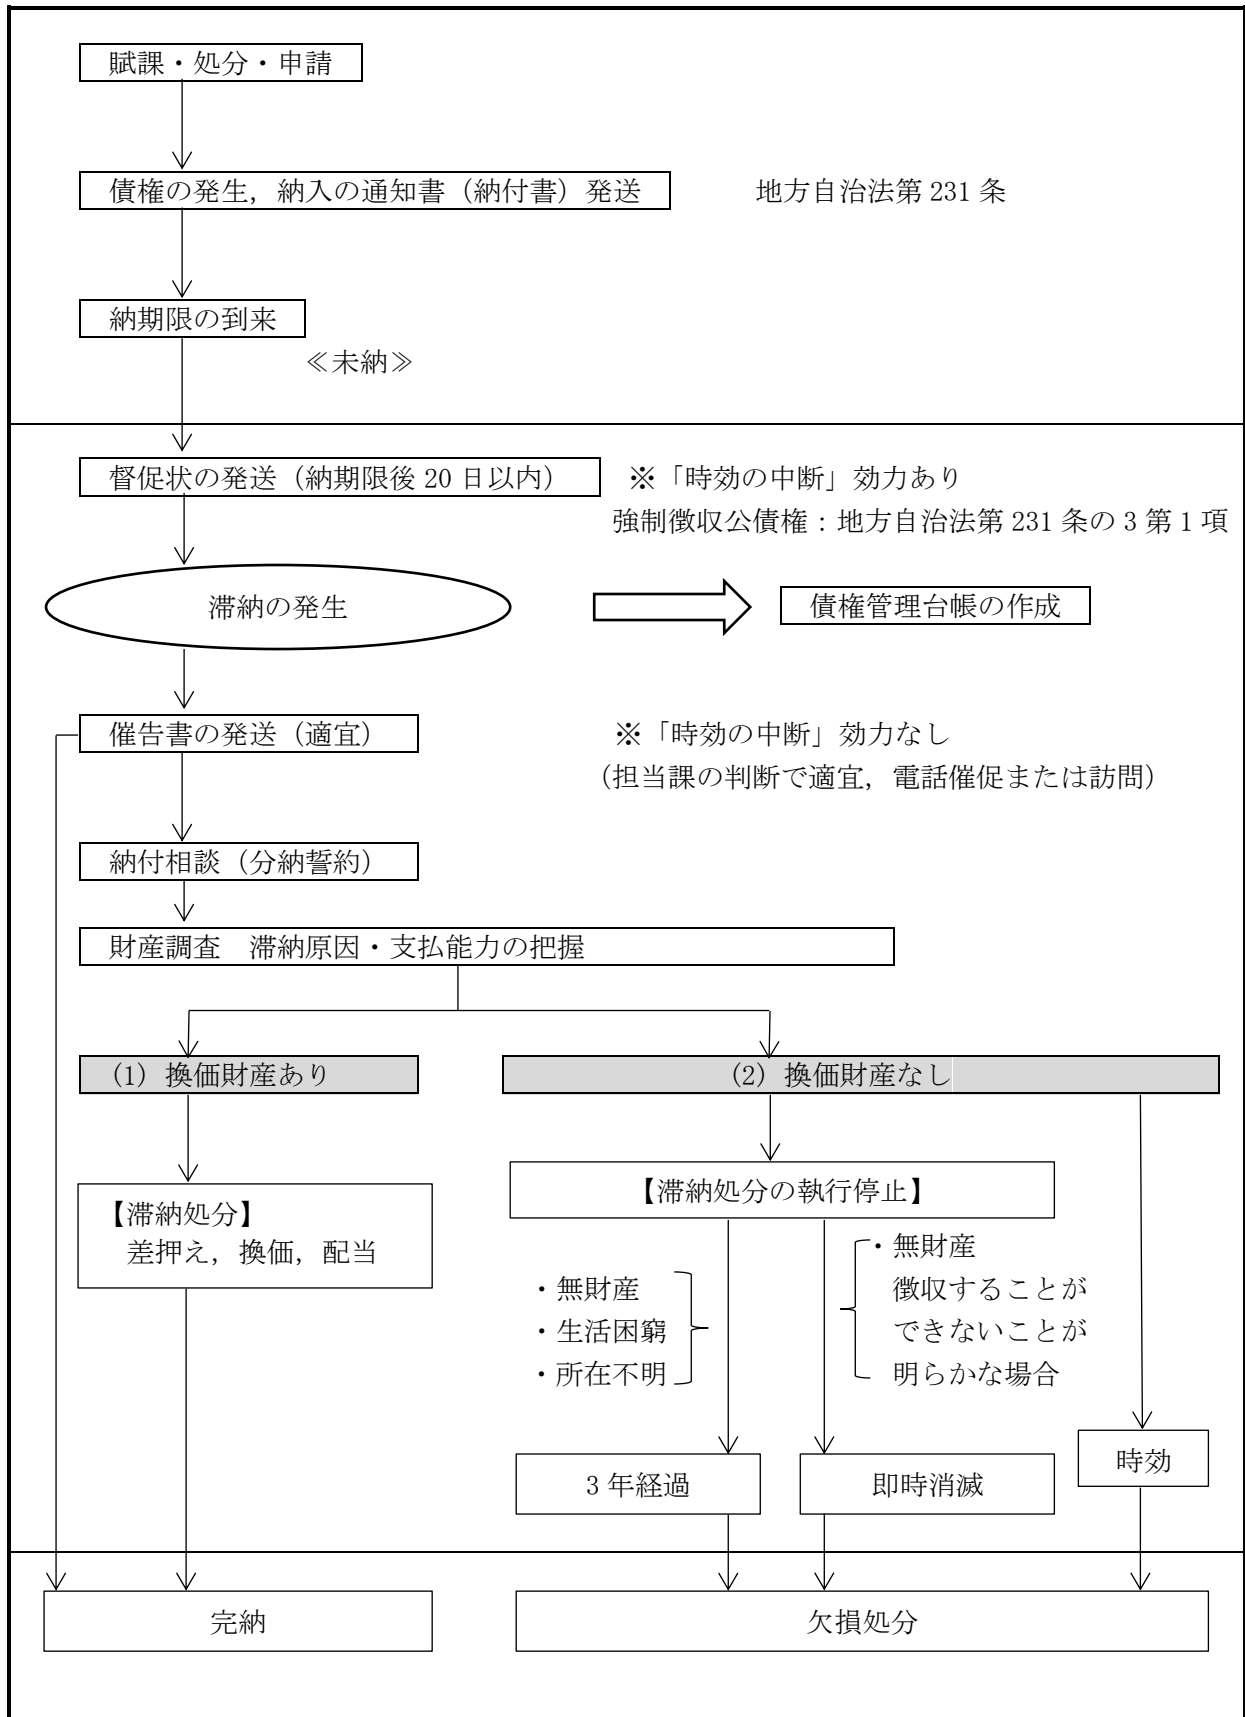 賦課・処分・申請
債権の発生，納入の通知書（納付書）発送
地方自治法第 231 条
納期限の到来
≪未納≫
督促状の発送（納期限後 20 日以内）
※「時効の中断」効力あり
強制徴収公債権：地方自治法第 231 条の 3 第 1 項
滞納の発生
債権管理台帳の作成
催告書の発送（適宜）
※「時効の中断」効力なし
（担当課の判断で適宜，電話催促または訪問）
納付相談（分納誓約）
財産調査　滞納原因・支払能力の把握
(1) 換価財産あり
(2) 換価財産なし
【滞納処分】
差押え，換価，配当
【滞納処分の執行停止】
・無財産
・生活困窮
・所在不明
・無財産
徴収することが
できないことが
明らかな場合
3 年経過
即時消滅
時効
完納
欠損処分